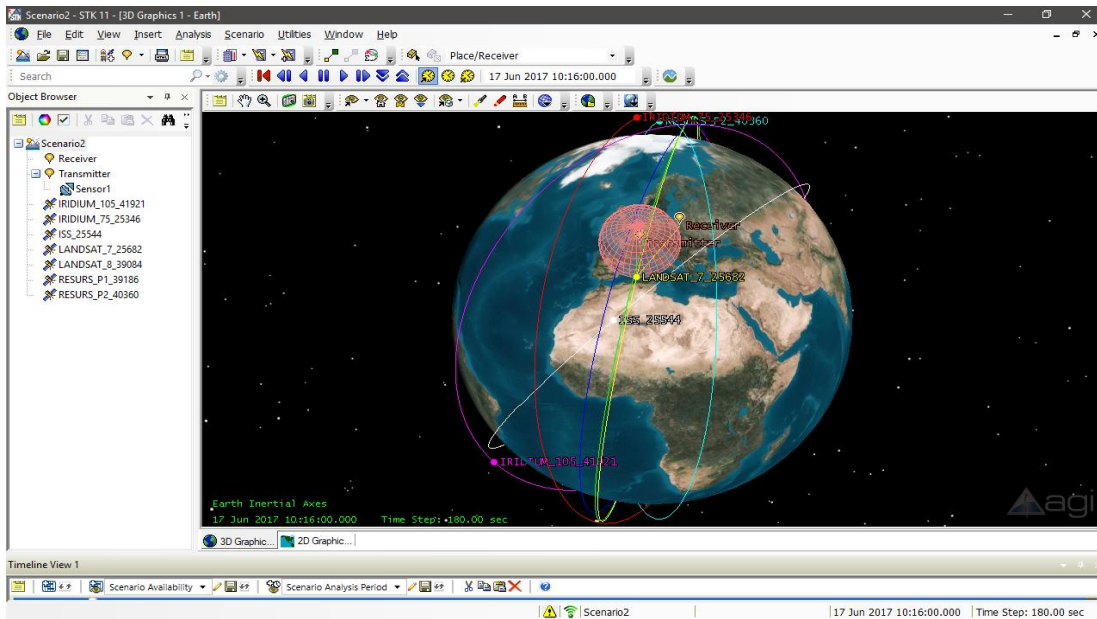 Scenario2 - STK 11 - [3D Graphics 1 - Earth]
File Edit View Insert Analysis Scenario Utilities Window Help
Place/Receiver
Search
17 Jun 2017 10:16:00.000
Object Browser
Scenario2
Receiver
Transmitter
Sensor1
IRIDIUM_105_41921
IRIDIUM_75_25346
ISS_25544
LANDSAT_7_25682
LANDSAT_8_39084
RESURS_P1_39186
RESURS_P2_40360
IRIDIUM_75_25346
RESURS_P2_40360
Receiver
Transmitter
LANDSAT_7_25682
ISS_25544
IRIDIUM_105_41921
Earth Inertial Axes
17 Jun 2017 10:16:00.000 Time Step: 180.00 sec
agi
3D Graphic... 2D Graphic...
Timeline View 1
Scenario Availability Scenario Analysis Period
Scenario2 17 Jun 2017 10:16:00.000 Time Step: 180.00 sec